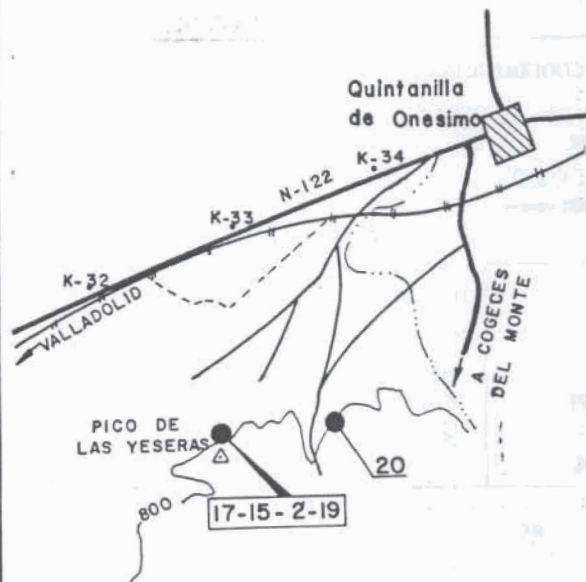 Quintanilla
de Onesimo
K-34
N-122
K-33
K-32
VALLADOLID
A COGECES
DEL MONTE
PICO DE
LAS YESERAS
20
800
17-15-2-19